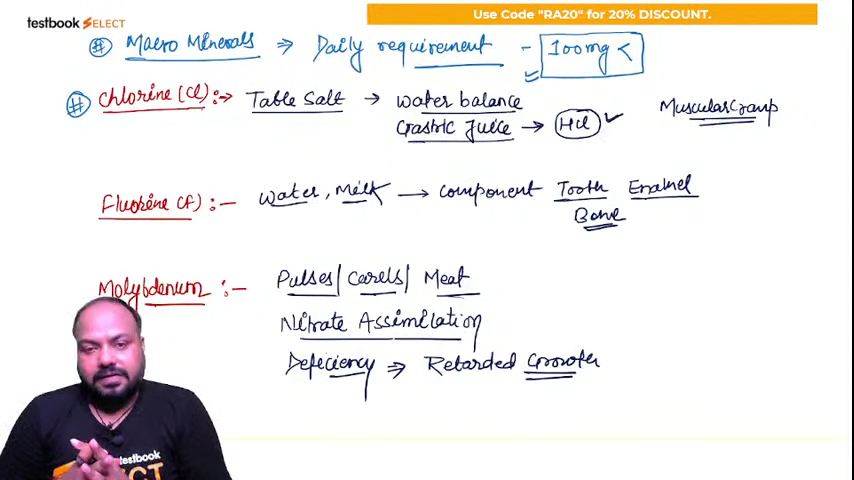 testbook SELECT
Use Code "RA20" for 20% DISCOUNT.
# Macro Minerals ⇒ Daily requirement - 100mg <
# Chlorine (Cl) :→ Table Salt → water balance
Gastric Juice → HCl ✓ Muscular Cramp
Fluorine (F) :- Water, Milk → component Tooth Enamel
Bone
Molybdenum :- Pulses/ Carels/ Meat
Nitrate Assimilation
Deficiency ⇒ Retarded Growth
testbook
ECT